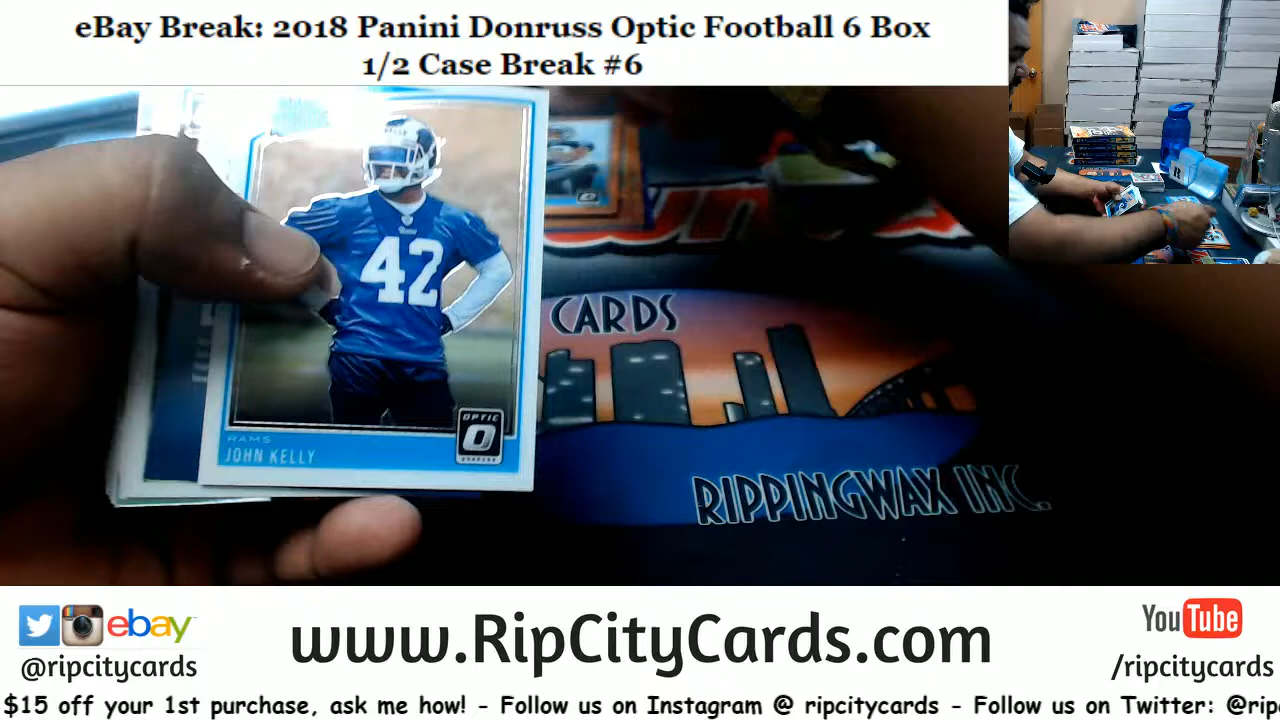 eBay Break: 2018 Panini Donruss Optic Football 6 Box
1/2 Case Break #6
42
OPTIC
RAMS
JOHN KELLY
CARDS
RIPPINGWAX INC.
ebay
@ripcitycards
www.RipCityCards.com
YouTube
/ripcitycards
$15 off your 1st purchase, ask me how! - Follow us on Instagram @ ripcitycards - Follow us on Twitter: @rip